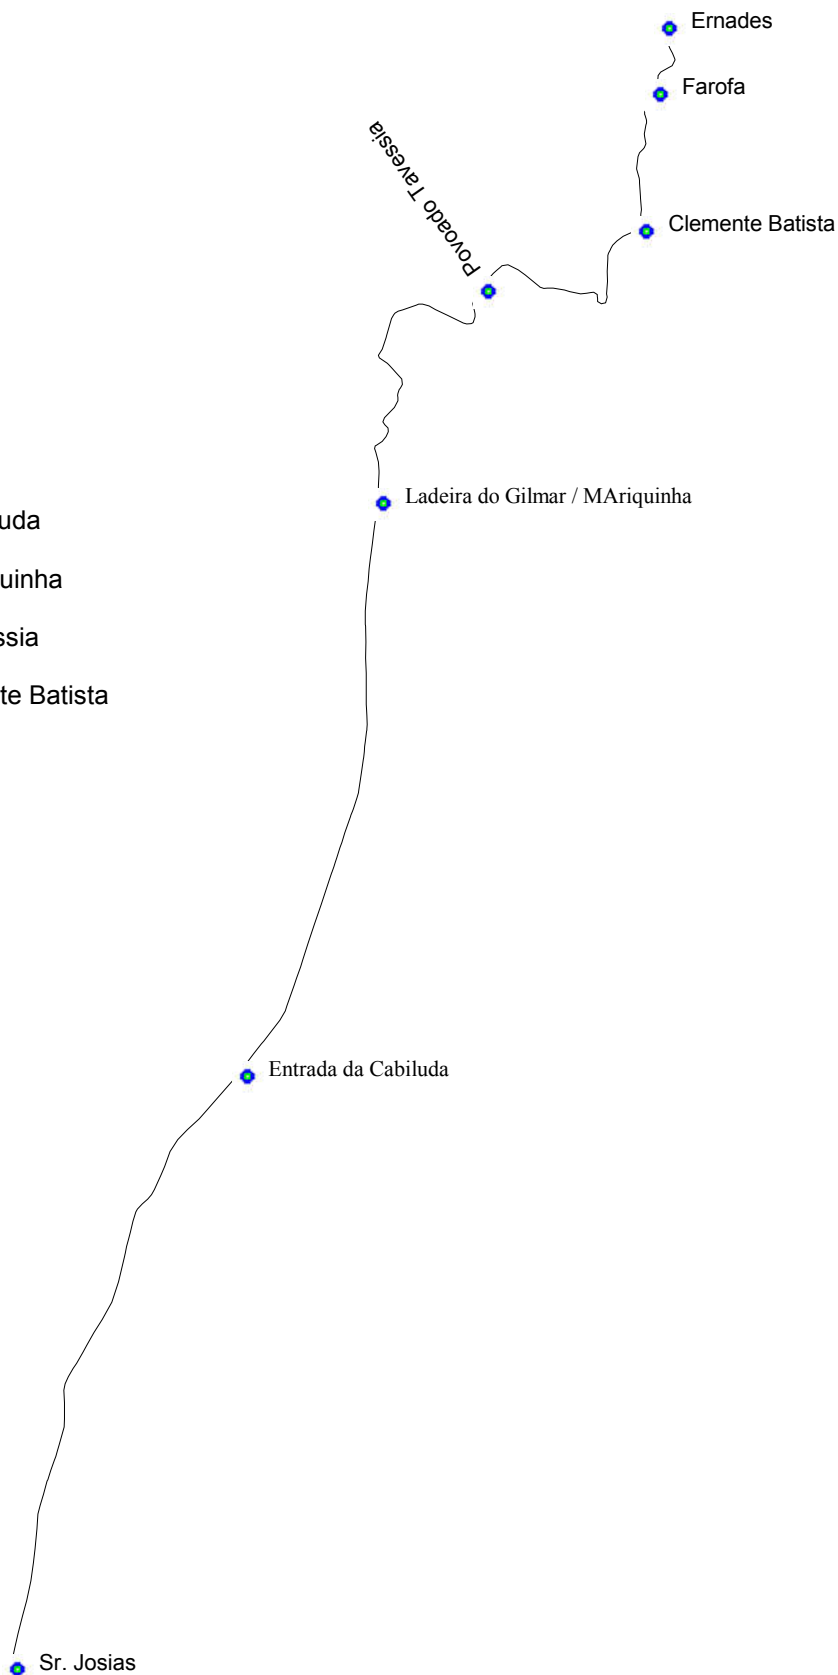 Ernades
Farofa
Povoado Tavessia
Clemente Batista
Ladeira do Gilmar / MAriquinha
uda
uinha
ssia
te Batista
Entrada da Cabiluda
Sr. Josias